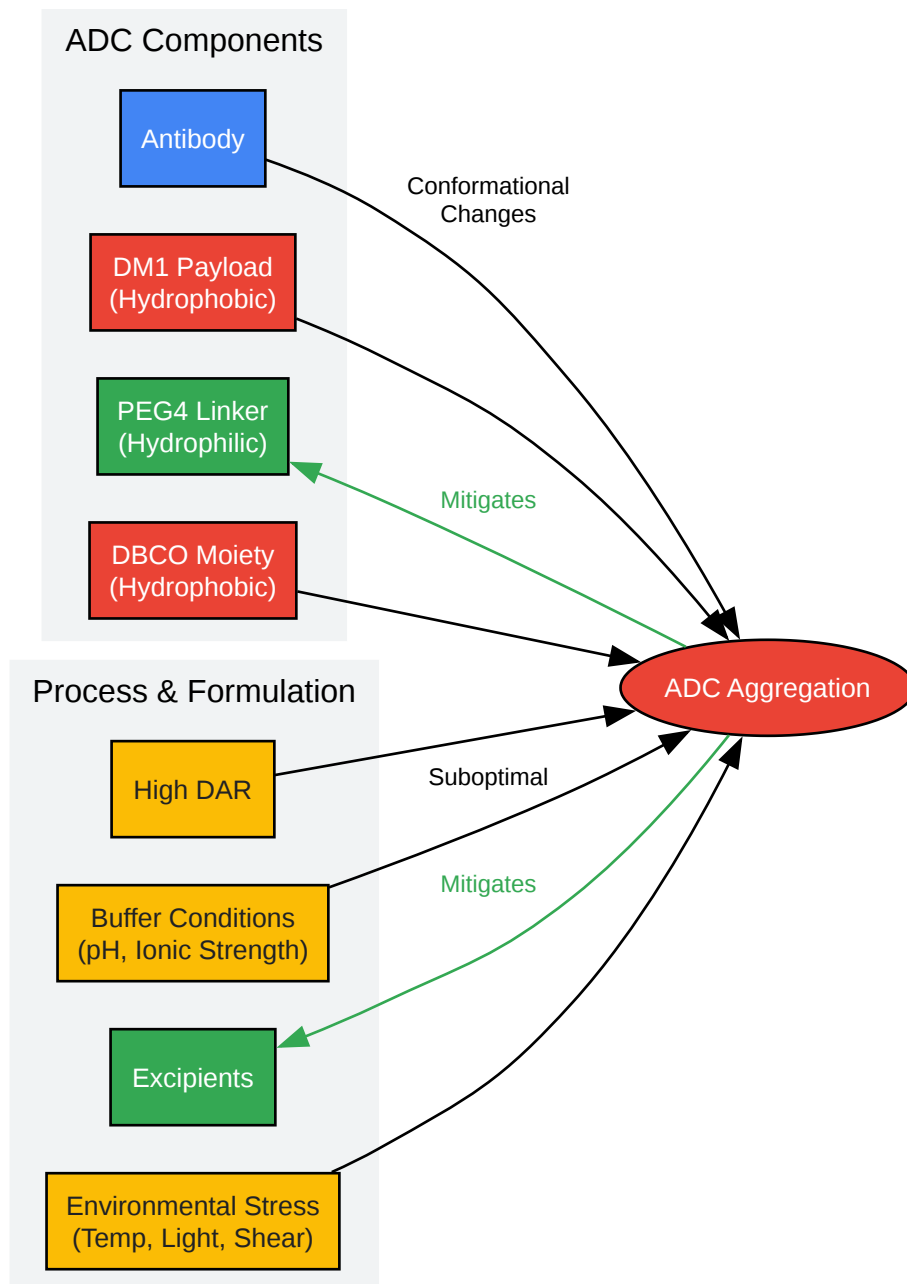 ADC Components
Antibody
Conformational
Changes
DM1 Payload
(Hydrophobic)
PEG4 Linker
(Hydrophilic)
Mitigates
DBCO Moiety
(Hydrophobic)
ADC Aggregation
Process & Formulation
High DAR
Suboptimal
Buffer Conditions
(pH, Ionic Strength)
Mitigates
Excipients
Environmental Stress
(Temp, Light, Shear)